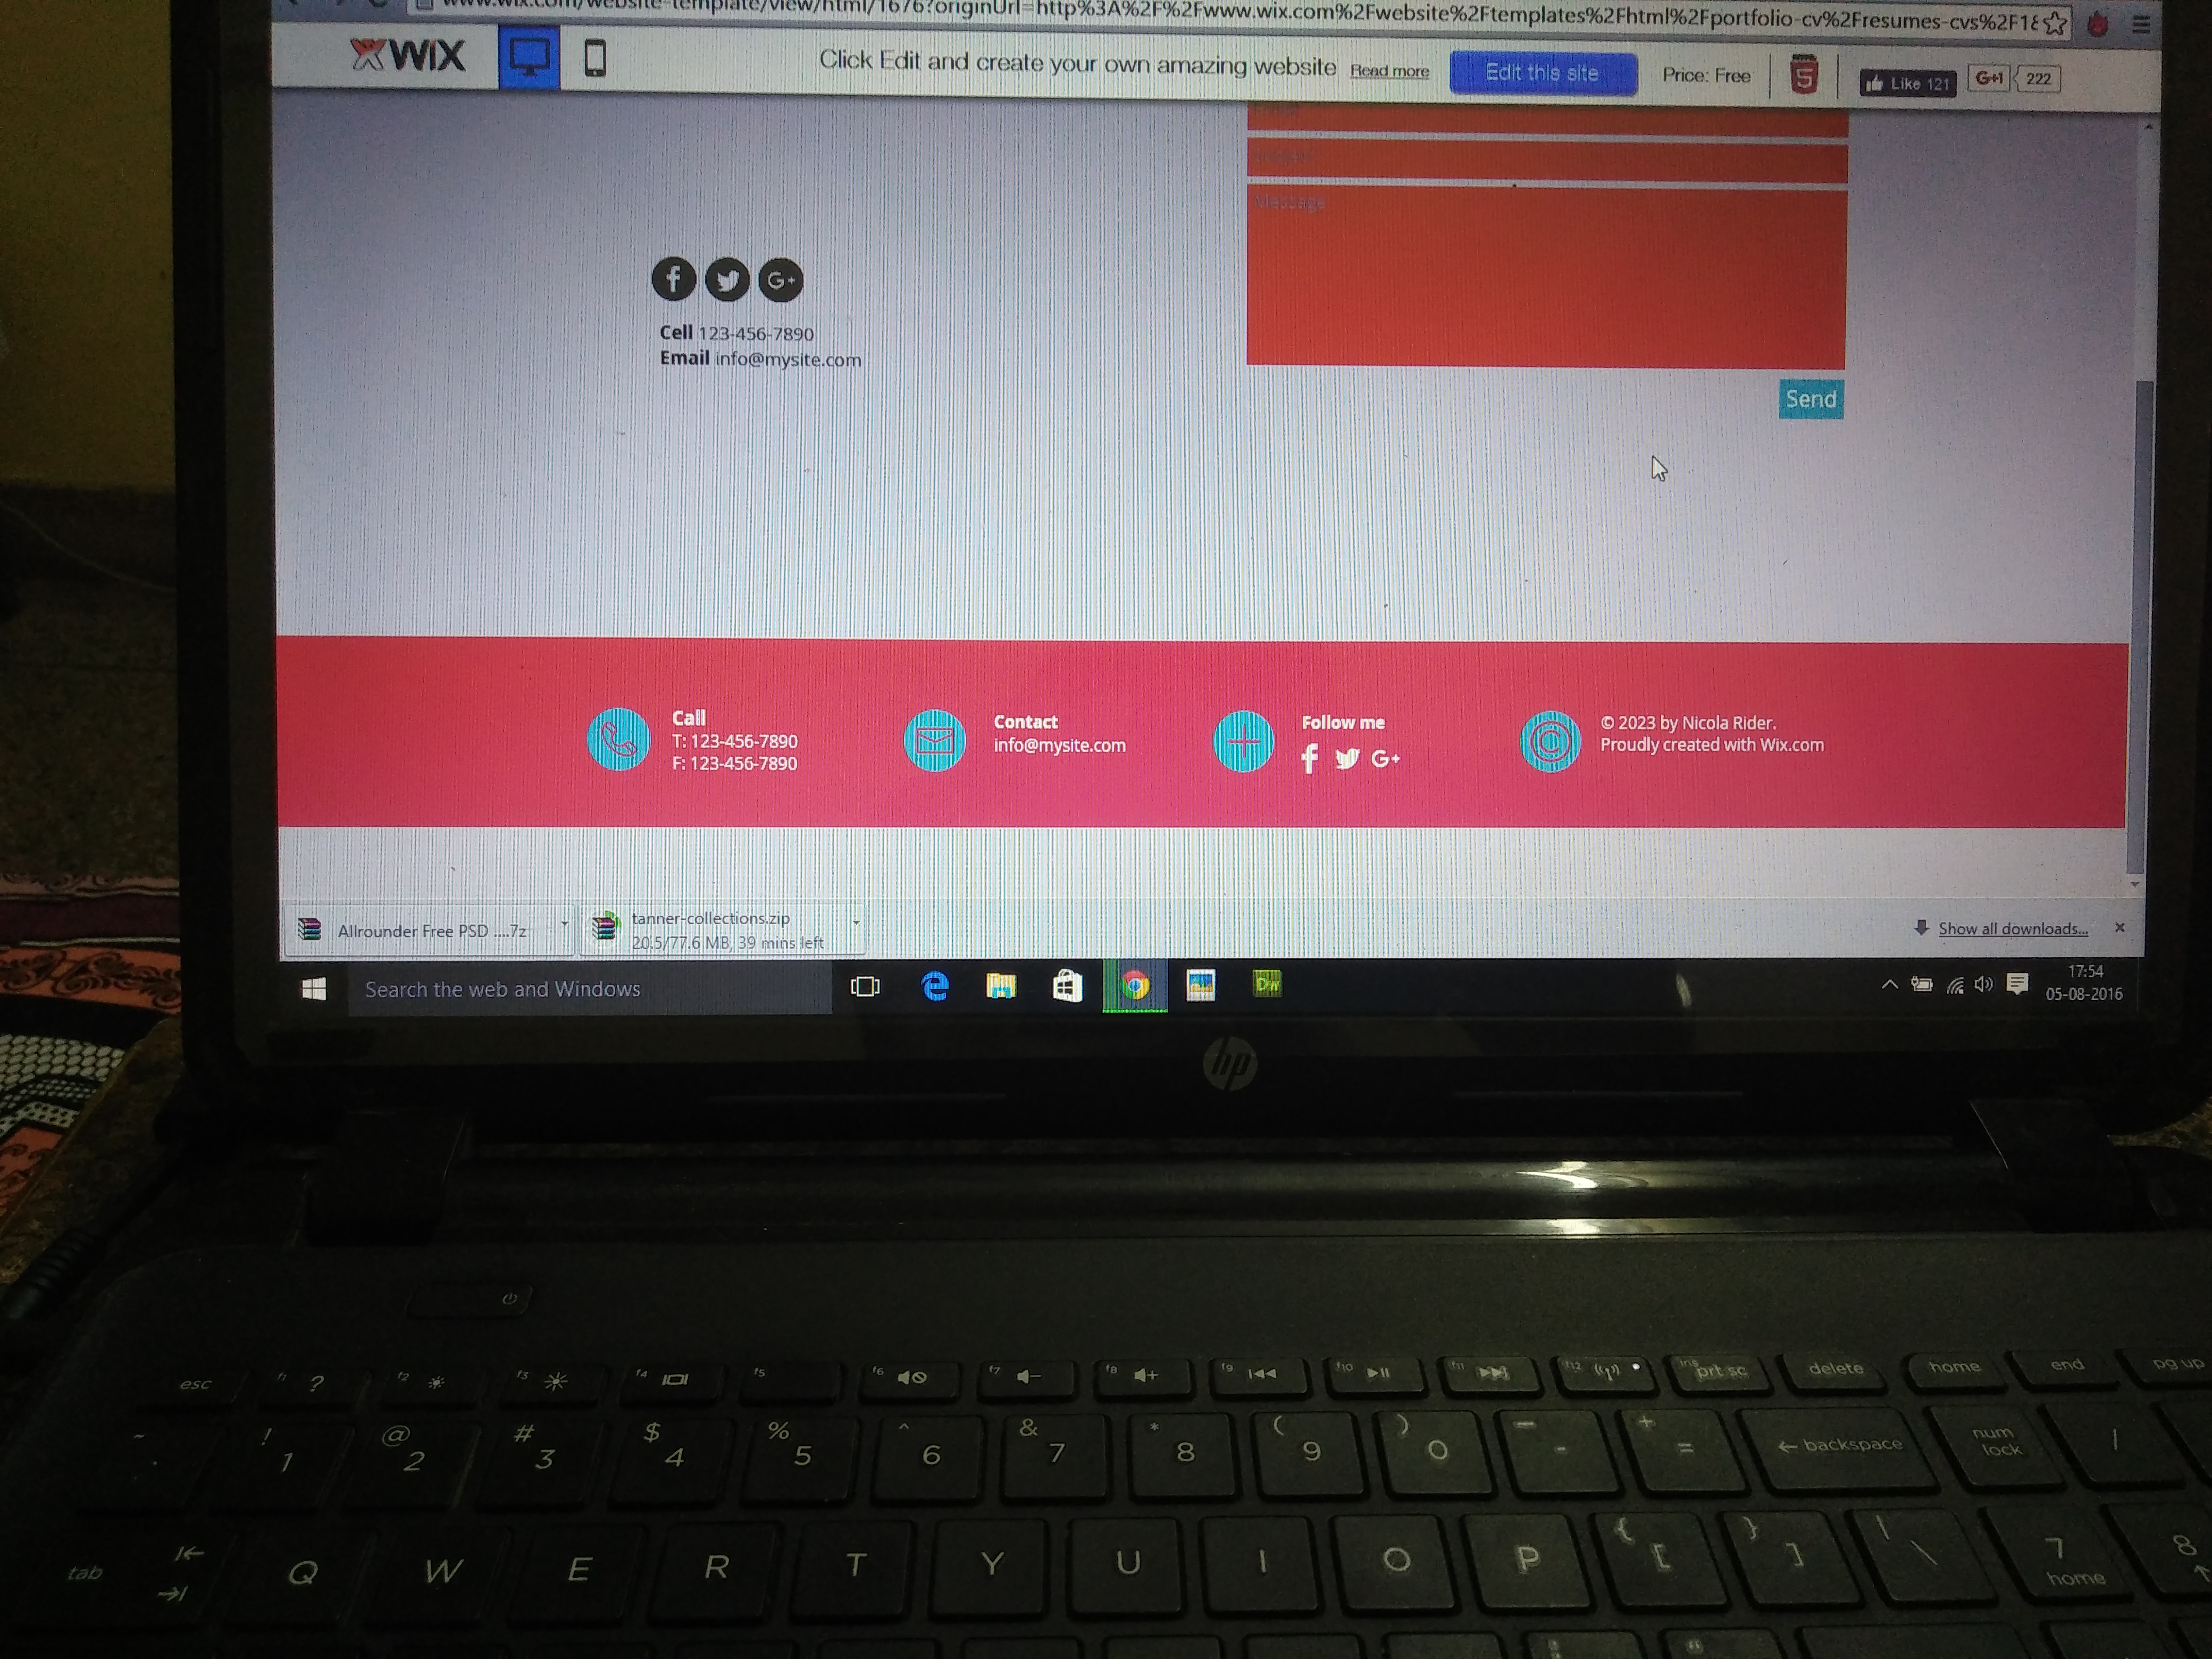 www.wix.com/website-template/view/html/1676?originUrl=http%3A%2F%2Fwww.wix.com%2Fwebsite%2Ftemplates%2Fhtml%2Fportfolio-cv%2Fresumes-cvs%2F1
WiX
Click Edit and create your own amazing website Read more
Edit this site
Price: Free
5
Like 121
G+1 222
Message
Cell 123-456-7890
Email info@mysite.com
Send
Call
T: 123-456-7890
F: 123-456-7890
Contact
info@mysite.com
Follow me
G+
© 2023 by Nicola Rider.
Proudly created with Wix.com
Allrounder Free PSD ....7z
tanner-collections.zip
20.5/77.6 MB, 39 mins left
Show all downloads...
Search the web and Windows
Dw
17:54
05-08-2016
hp
esc f1 ? f2 f3 f4 f5 f6 f7 f8 f9 f10 f11 f12 ins prt sc delete home end pg up
~ ! 1 @ 2 # 3 $ 4 % 5 ^ 6 & 7 * 8 ( 9 ) 0 - + = ← backspace num lock /
tab Q W E R T Y U I O P { [ } ] | \ 7 home 8